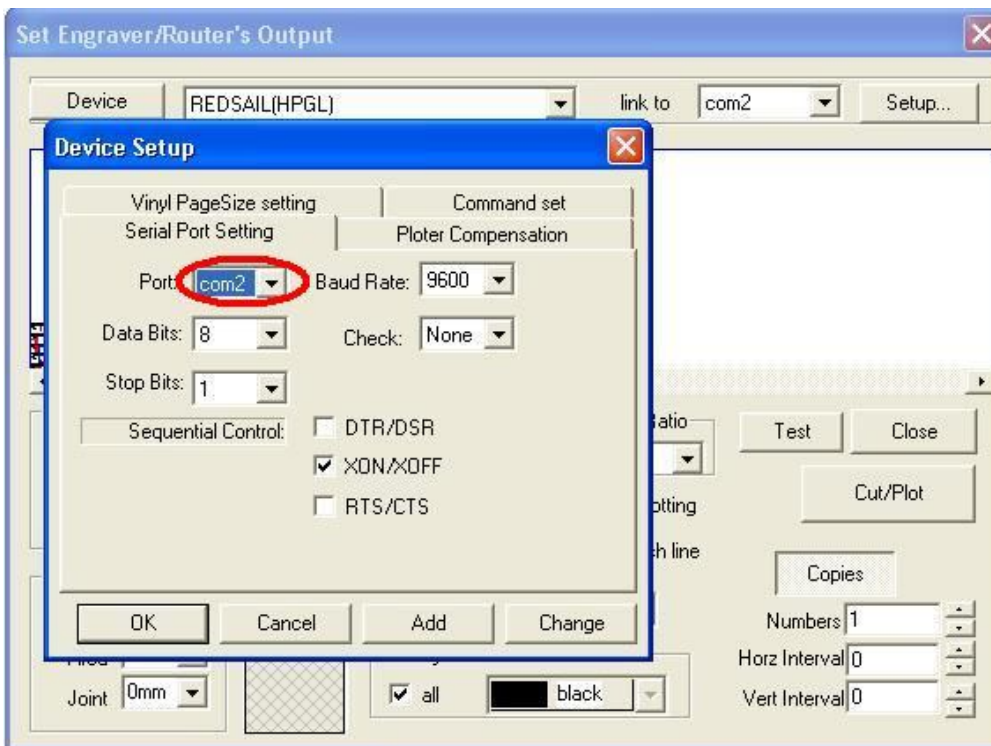 Set Engraver/Router's Output
Device REDSAIL(HPGL) link to com2 Setup...
Device Setup
Vinyl PageSize setting Command set
Serial Port Setting Ploter Compensation
Port: com2 Baud Rate: 9600
Data Bits: 8 Check: None
Stop Bits: 1
Sequential Control: DTR/DSR
XON/XOFF
RTS/CTS
OK Cancel Add Change
Test Close
Cut/Plot
line
Copies
Numbers 1
Horz Interval 0
Vert Interval 0
Joint 0mm all black